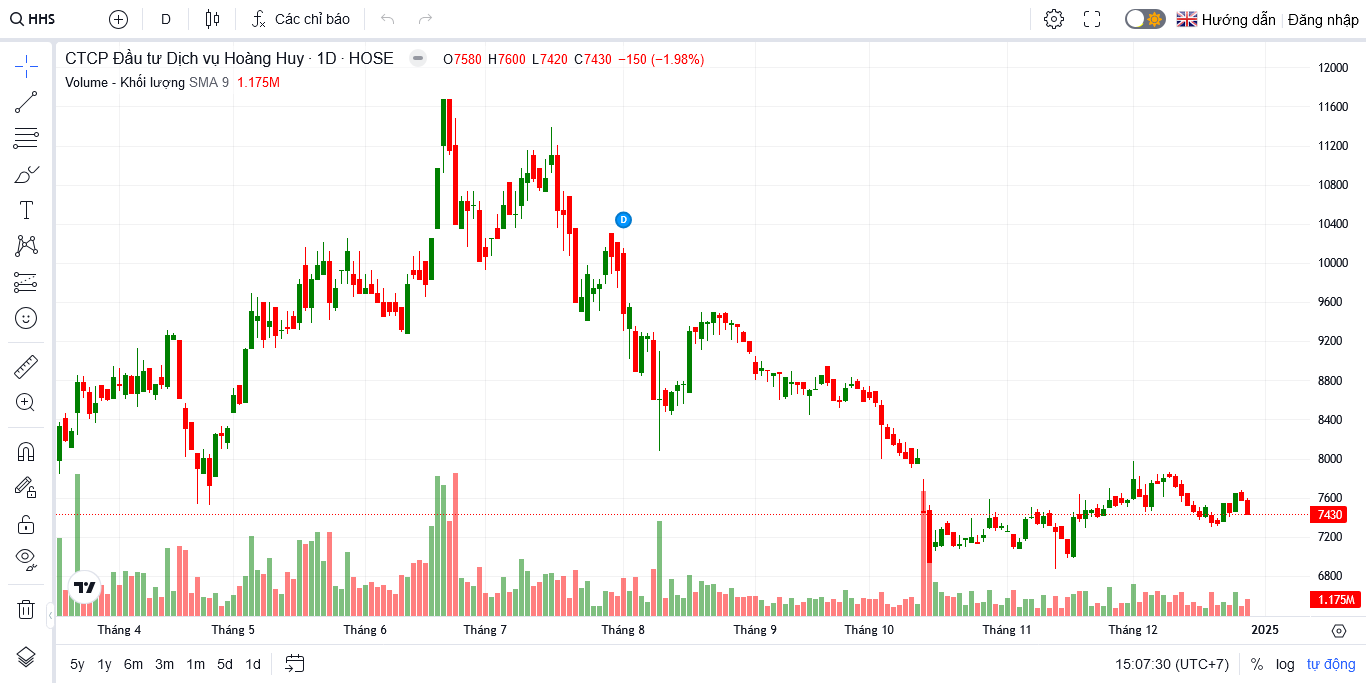 HHS D Các chỉ báo Hướng dẫn Đăng nhập
CTCP Đầu tư Dịch vụ Hoàng Huy · 1D · HOSE O7580 H7600 L7420 C7430 −150 (−1.98%)
Volume - Khối lượng SMA 9 1.175M
12000
11600
11200
10800
10400
D
10000
9600
9200
8800
8400
8000
7600
7430
7200
6800
1.175M
Tháng 4 Tháng 5 Tháng 6 Tháng 7 Tháng 8 Tháng 9 Tháng 10 Tháng 11 Tháng 12 2025
5y 1y 6m 3m 1m 5d 1d 15:07:30 (UTC+7) % log tự động